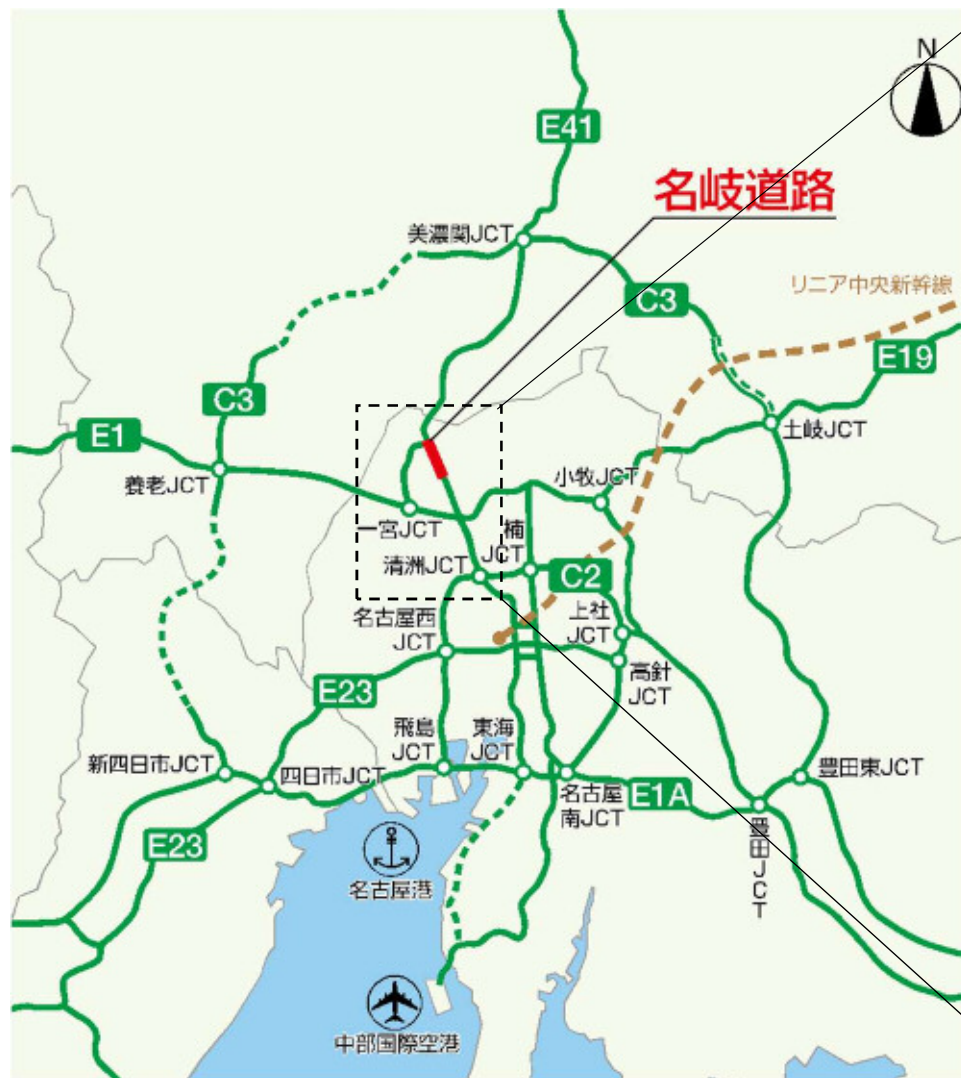 N
E41
名岐道路
美濃関JCT
リニア中央新幹線
C3
E19
C3
E1
土岐JCT
養老JCT
小牧JCT
一宮JCT
楠
JCT
清洲JCT
C2
名古屋西
JCT
上社
JCT
高針
JCT
E23
飛島
JCT
東海
JCT
新四日市JCT
四日市JCT
豊田東JCT
名古屋
南JCT
E1A
E23
豊田JCT
名古屋港
中部国際空港